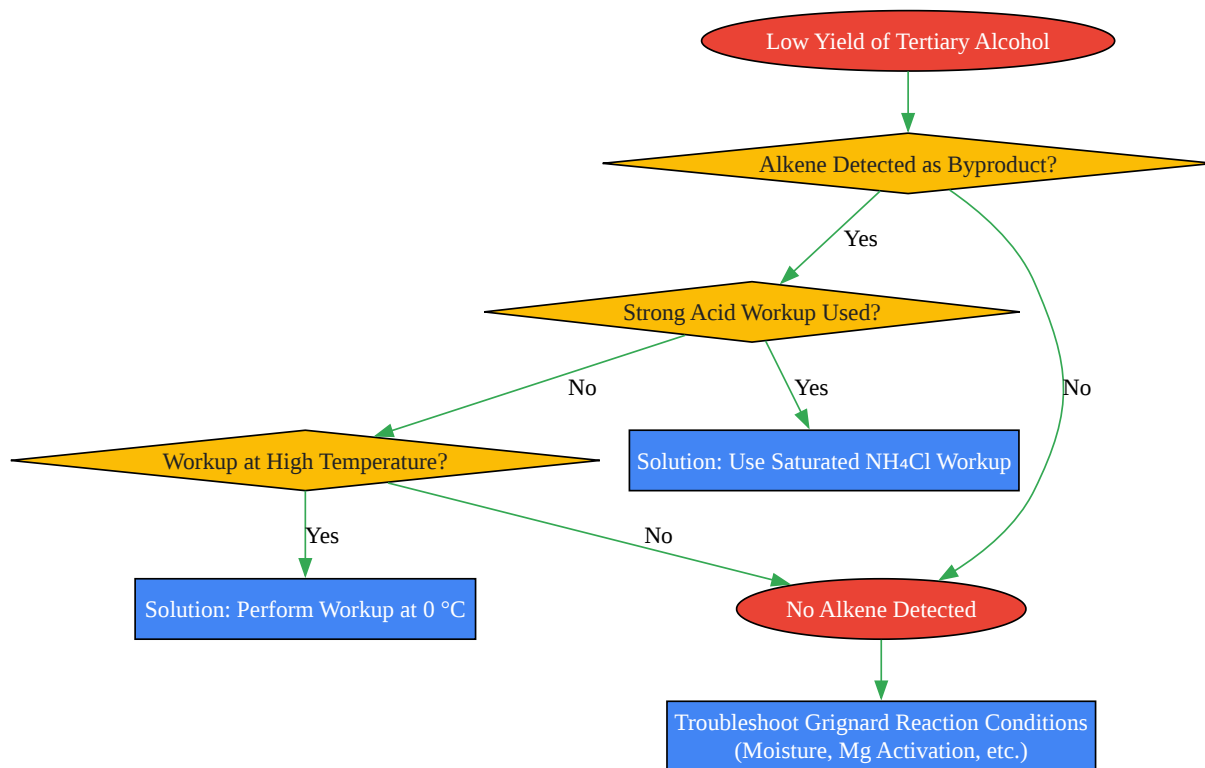 Low Yield of Tertiary Alcohol
Alkene Detected as Byproduct?
Yes
Strong Acid Workup Used?
No
Yes
No
Workup at High Temperature?
Solution: Use Saturated NH₄Cl Workup
Yes
No
Solution: Perform Workup at 0 °C
No Alkene Detected
Troubleshoot Grignard Reaction Conditions
(Moisture, Mg Activation, etc.)